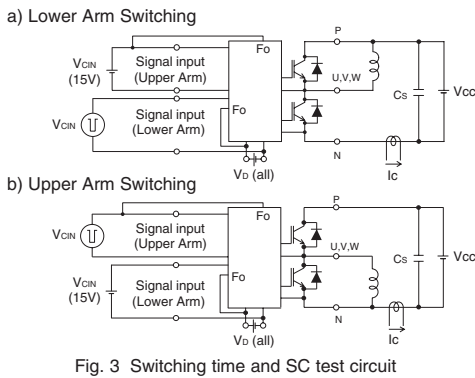 a) Lower Arm Switching
P
Fo
VCIN
(15V)
Signal input
(Upper Arm)
U,V,W
CS
VCC
VCIN
Signal input
(Lower Arm)
Fo
N
IC
VD (all)
b) Upper Arm Switching
P
Fo
VCIN
Signal input
(Upper Arm)
U,V,W
CS
VCC
VCIN
(15V)
Signal input
(Lower Arm)
Fo
N
IC
VD (all)
Fig. 3 Switching time and SC test circuit